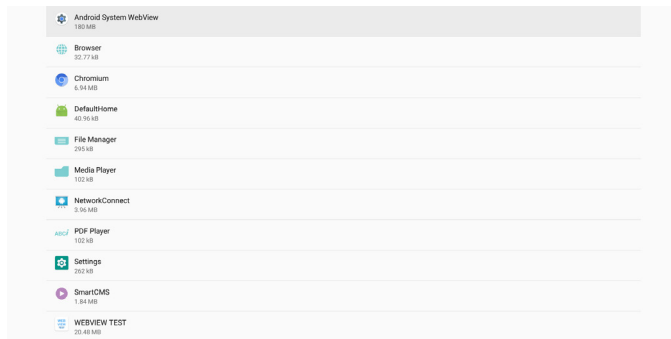 Android System WebView
180 MB
Browser
32.77 kB
Chromium
6.94 MB
DefaultHome
40.96 kB
File Manager
295 kB
Media Player
102 kB
NetworkConnect
3.96 MB
PDF Player
102 kB
Settings
262 kB
SmartCMS
1.84 MB
WEBVIEW TEST
20.48 MB